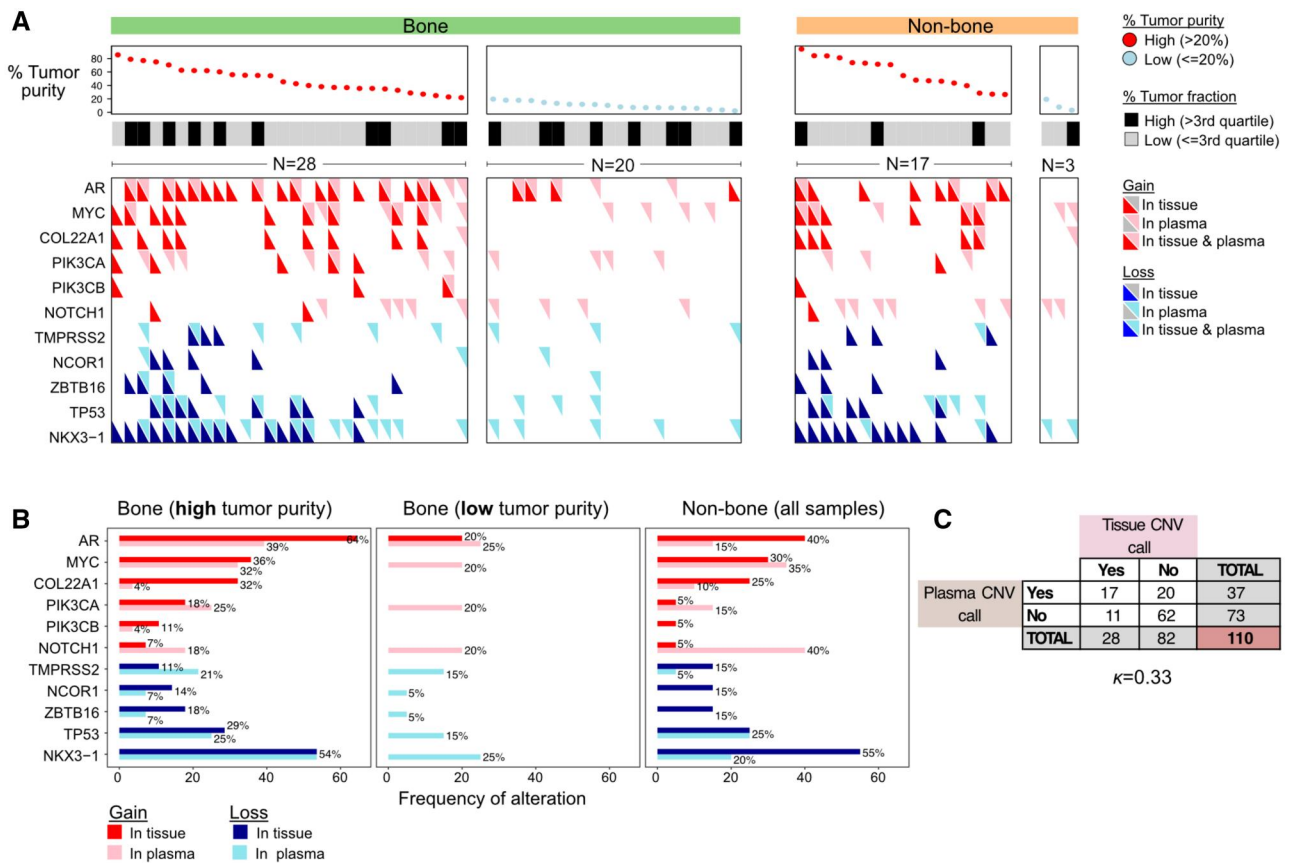 A
Bone
Non-bone
% Tumor purity
80
60
40
20
0
% Tumor purity
High (>20%)
Low (<=20%)
% Tumor fraction
High (>3rd quartile)
Low (<=3rd quartile)
N=28
N=20
N=17
N=3
AR
MYC
COL22A1
PIK3CA
PIK3CB
NOTCH1
TMPRSS2
NCOR1
ZBTB16
TP53
NKX3−1
Gain
In tissue
In plasma
In tissue & plasma
Loss
In tissue
In plasma
In tissue & plasma
B
Bone (high tumor purity)
Bone (low tumor purity)
Non-bone (all samples)
AR 64% 39% 20% 25% 40% 15%
MYC 36% 32% 20% 30% 35%
COL22A1 32% 4% 25% 10%
PIK3CA 18% 25% 20% 5% 15%
PIK3CB 11% 4% 5%
NOTCH1 7% 18% 20% 5% 40%
TMPRSS2 11% 21% 15% 15% 5%
NCOR1 14% 7% 5% 15%
ZBTB16 18% 7% 5% 15%
TP53 29% 25% 15% 25%
NKX3−1 54% 25% 55% 20%
0 20 40 60 0 20 40 60 0 20 40 60
Frequency of alteration
Gain
In tissue
In plasma
Loss
In tissue
In plasma
C
Tissue CNV call
Yes No TOTAL
Plasma CNV call
Yes 17 20 37
No 11 62 73
TOTAL 28 82 110
κ=0.33